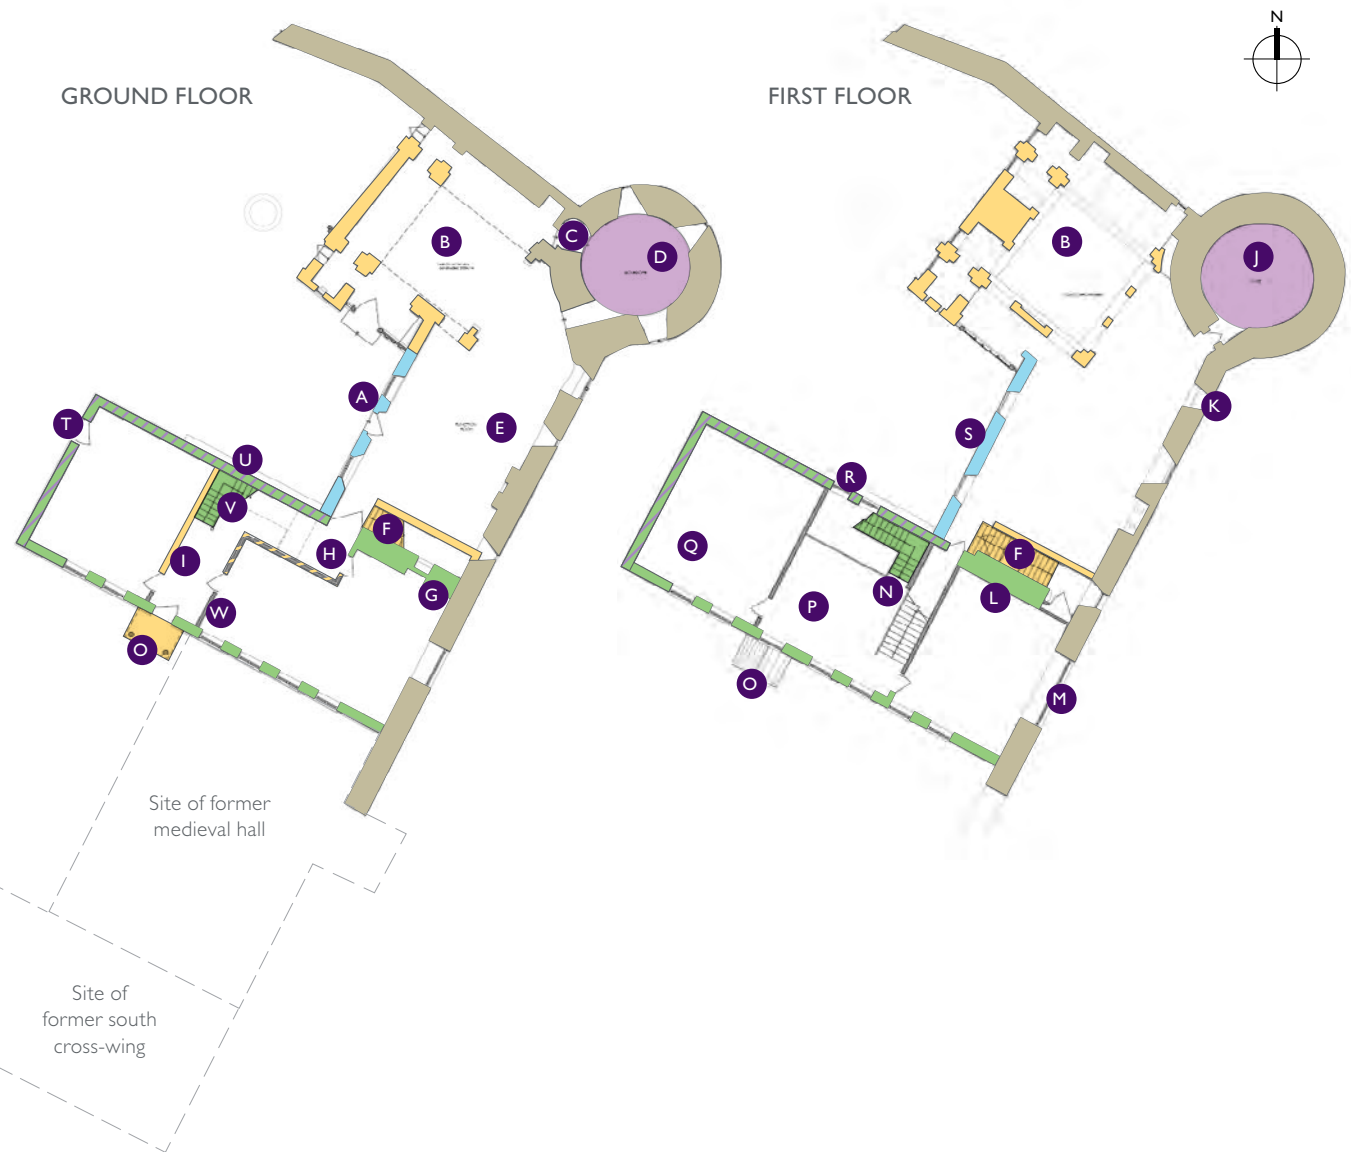 N
GROUND FLOOR
FIRST FLOOR
B
C
D
A
E
T
U
V
F
H
I
G
W
O
B
J
K
S
R
Q
F
N
L
P
O
M
Site of former
medieval hall
Site of
former south
cross-wing